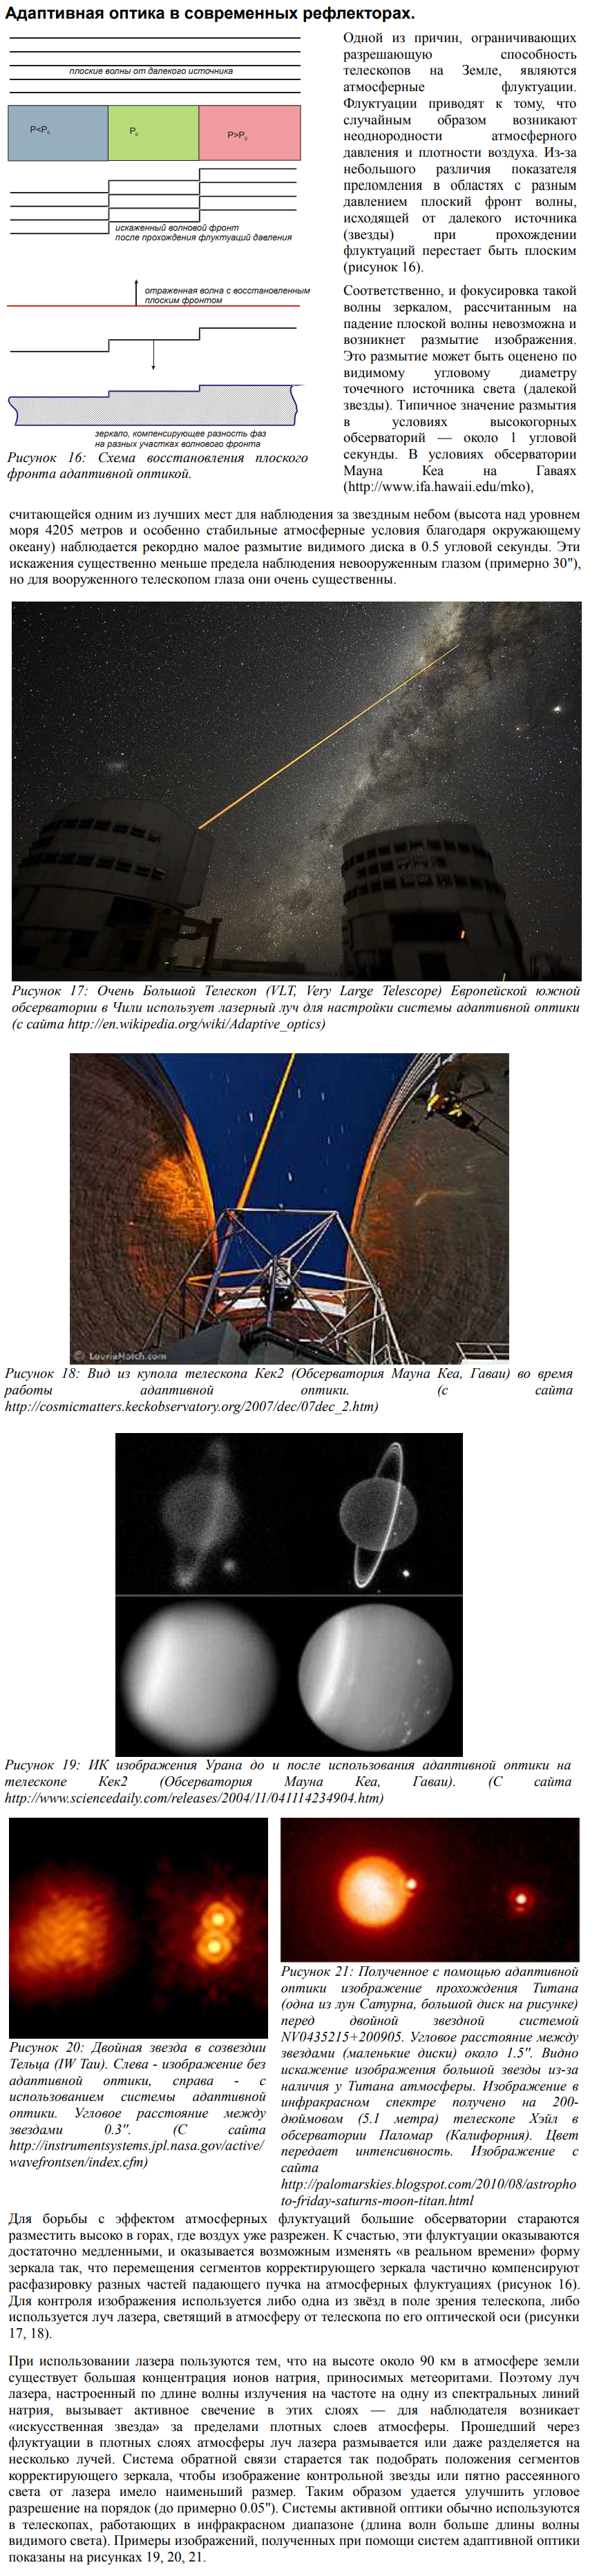 Адаптивная оптика в современных рефлекторах.
плоские волны от далекого источника
P<P₀
P₀
P>P₀
искаженный волновой фронт
после прохождения флуктуаций давления
отраженная волна с восстановленным
плоским фронтом
зеркало, компенсирующее разность фаз
на разных участках волнового фронта
Рисунок 16: Схема восстановления плоского
фронта адаптивной оптикой.
Одной из причин, ограничивающих
разрешающую способность
телескопов на Земле, являются
атмосферные флуктуации.
Флуктуации приводят к тому, что
случайным образом возникают
неоднородности атмосферного
давления и плотности воздуха. Из-за
небольшого различия показателя
преломления в областях с разным
давлением плоский фронт волны,
исходящей от далекого источника
(звезды) при прохождении
флуктуаций перестает быть плоским
(рисунок 16).
Соответственно, и фокусировка такой
волны зеркалом, рассчитанным на
падение плоской волны невозможна и
возникнет размытие изображения.
Это размытие может быть оценено по
видимому угловому диаметру
точечного источника света (далекой
звезды). Типичное значение размытия
в условиях высокогорных
обсерваторий — около 1 угловой
секунды. В условиях обсерватории
Мауна Кеа на Гаваях
(http://www.ifa.hawaii.edu/mko),
считающейся одним из лучших мест для наблюдения за звездным небом (высота над уровнем
моря 4205 метров и особенно стабильные атмосферные условия благодаря окружающему
океану) наблюдается рекордно малое размытие видимого диска в 0.5 угловой секунды. Эти
искажения существенно меньше предела наблюдения невооруженным глазом (примерно 30"),
но для вооруженного телескопом глаза они очень существенны.
Рисунок 17: Очень Большой Телескоп (VLT, Very Large Telescope) Европейской южной
обсерватории в Чили использует лазерный луч для настройки системы адаптивной оптики
(с сайта http://en.wikipedia.org/wiki/Adaptive_optics)
© LaurieHatch.com
Рисунок 18: Вид из купола телескопа Кек2 (Обсерватория Мауна Кеа, Гаваи) во время
работы адаптивной оптики. (с сайта
http://cosmicmatters.keckobservatory.org/2007/dec/07dec_2.htm)
Рисунок 19: ИК изображения Урана до и после использования адаптивной оптики на
телескопе Кек2 (Обсерватория Мауна Кеа, Гаваи). (С сайта
http://www.sciencedaily.com/releases/2004/11/041114234904.htm)
Рисунок 20: Двойная звезда в созвездии
Тельца (IW Tau). Слева - изображение без
адаптивной оптики, справа - с
использованием системы адаптивной
оптики. Угловое расстояние между
звездами 0.3". (С сайта
http://instrumentsystems.jpl.nasa.gov/active/
wavefrontsen/index.cfm)
Рисунок 21: Полученное с помощью адаптивной
оптики изображение прохождения Титана
(одна из лун Сатурна, большой диск на рисунке)
перед двойной звездной системой
NV0435215+200905. Угловое расстояние между
звездами (маленькие диски) около 1.5". Видно
искажение изображения большой звезды из-за
наличия у Титана атмосферы. Изображение в
инфракрасном спектре получено на 200-
дюймовом (5.1 метра) телескопе Хэйл в
обсерватории Паломар (Калифорния). Цвет
передает интенсивность. Изображение с
сайта
http://palomarskies.blogspot.com/2010/08/astropho
to-friday-saturns-moon-titan.html
Для борьбы с эффектом атмосферных флуктуаций большие обсерватории стараются
разместить высоко в горах, где воздух уже разрежен. К счастью, эти флуктуации оказываются
достаточно медленными, и оказывается возможным изменять «в реальном времени» форму
зеркала так, что перемещения сегментов корректирующего зеркала частично компенсируют
расфазировку разных частей падающего пучка на атмосферных флуктуациях (рисунок 16).
Для контроля изображения используется либо одна из звёзд в поле зрения телескопа, либо
используется луч лазера, светящий в атмосферу от телескопа по его оптической оси (рисунки
17, 18).
При использовании лазера пользуются тем, что на высоте около 90 км в атмосфере земли
существует большая концентрация ионов натрия, приносимых метеоритами. Поэтому луч
лазера, настроенный по длине волны излучения на частоте на одну из спектральных линий
натрия, вызывает активное свечение в этих слоях — для наблюдателя возникает
«искусственная звезда» за пределами плотных слоев атмосферы. Прошедший через
флуктуации в плотных слоях атмосферы луч лазера размывается или даже разделяется на
несколько лучей. Система обратной связи старается так подобрать положения сегментов
корректирующего зеркала, чтобы изображение контрольной звезды или пятно рассеянного
света от лазера имело наименьший размер. Таким образом удается улучшить угловое
разрешение на порядок (до примерно 0.05"). Системы активной оптики обычно используются
в телескопах, работающих в инфракрасном диапазоне (длина волн больше длины волны
видимого света). Примеры изображений, полученных при помощи систем адаптивной оптики
показаны на рисунках 19, 20, 21.